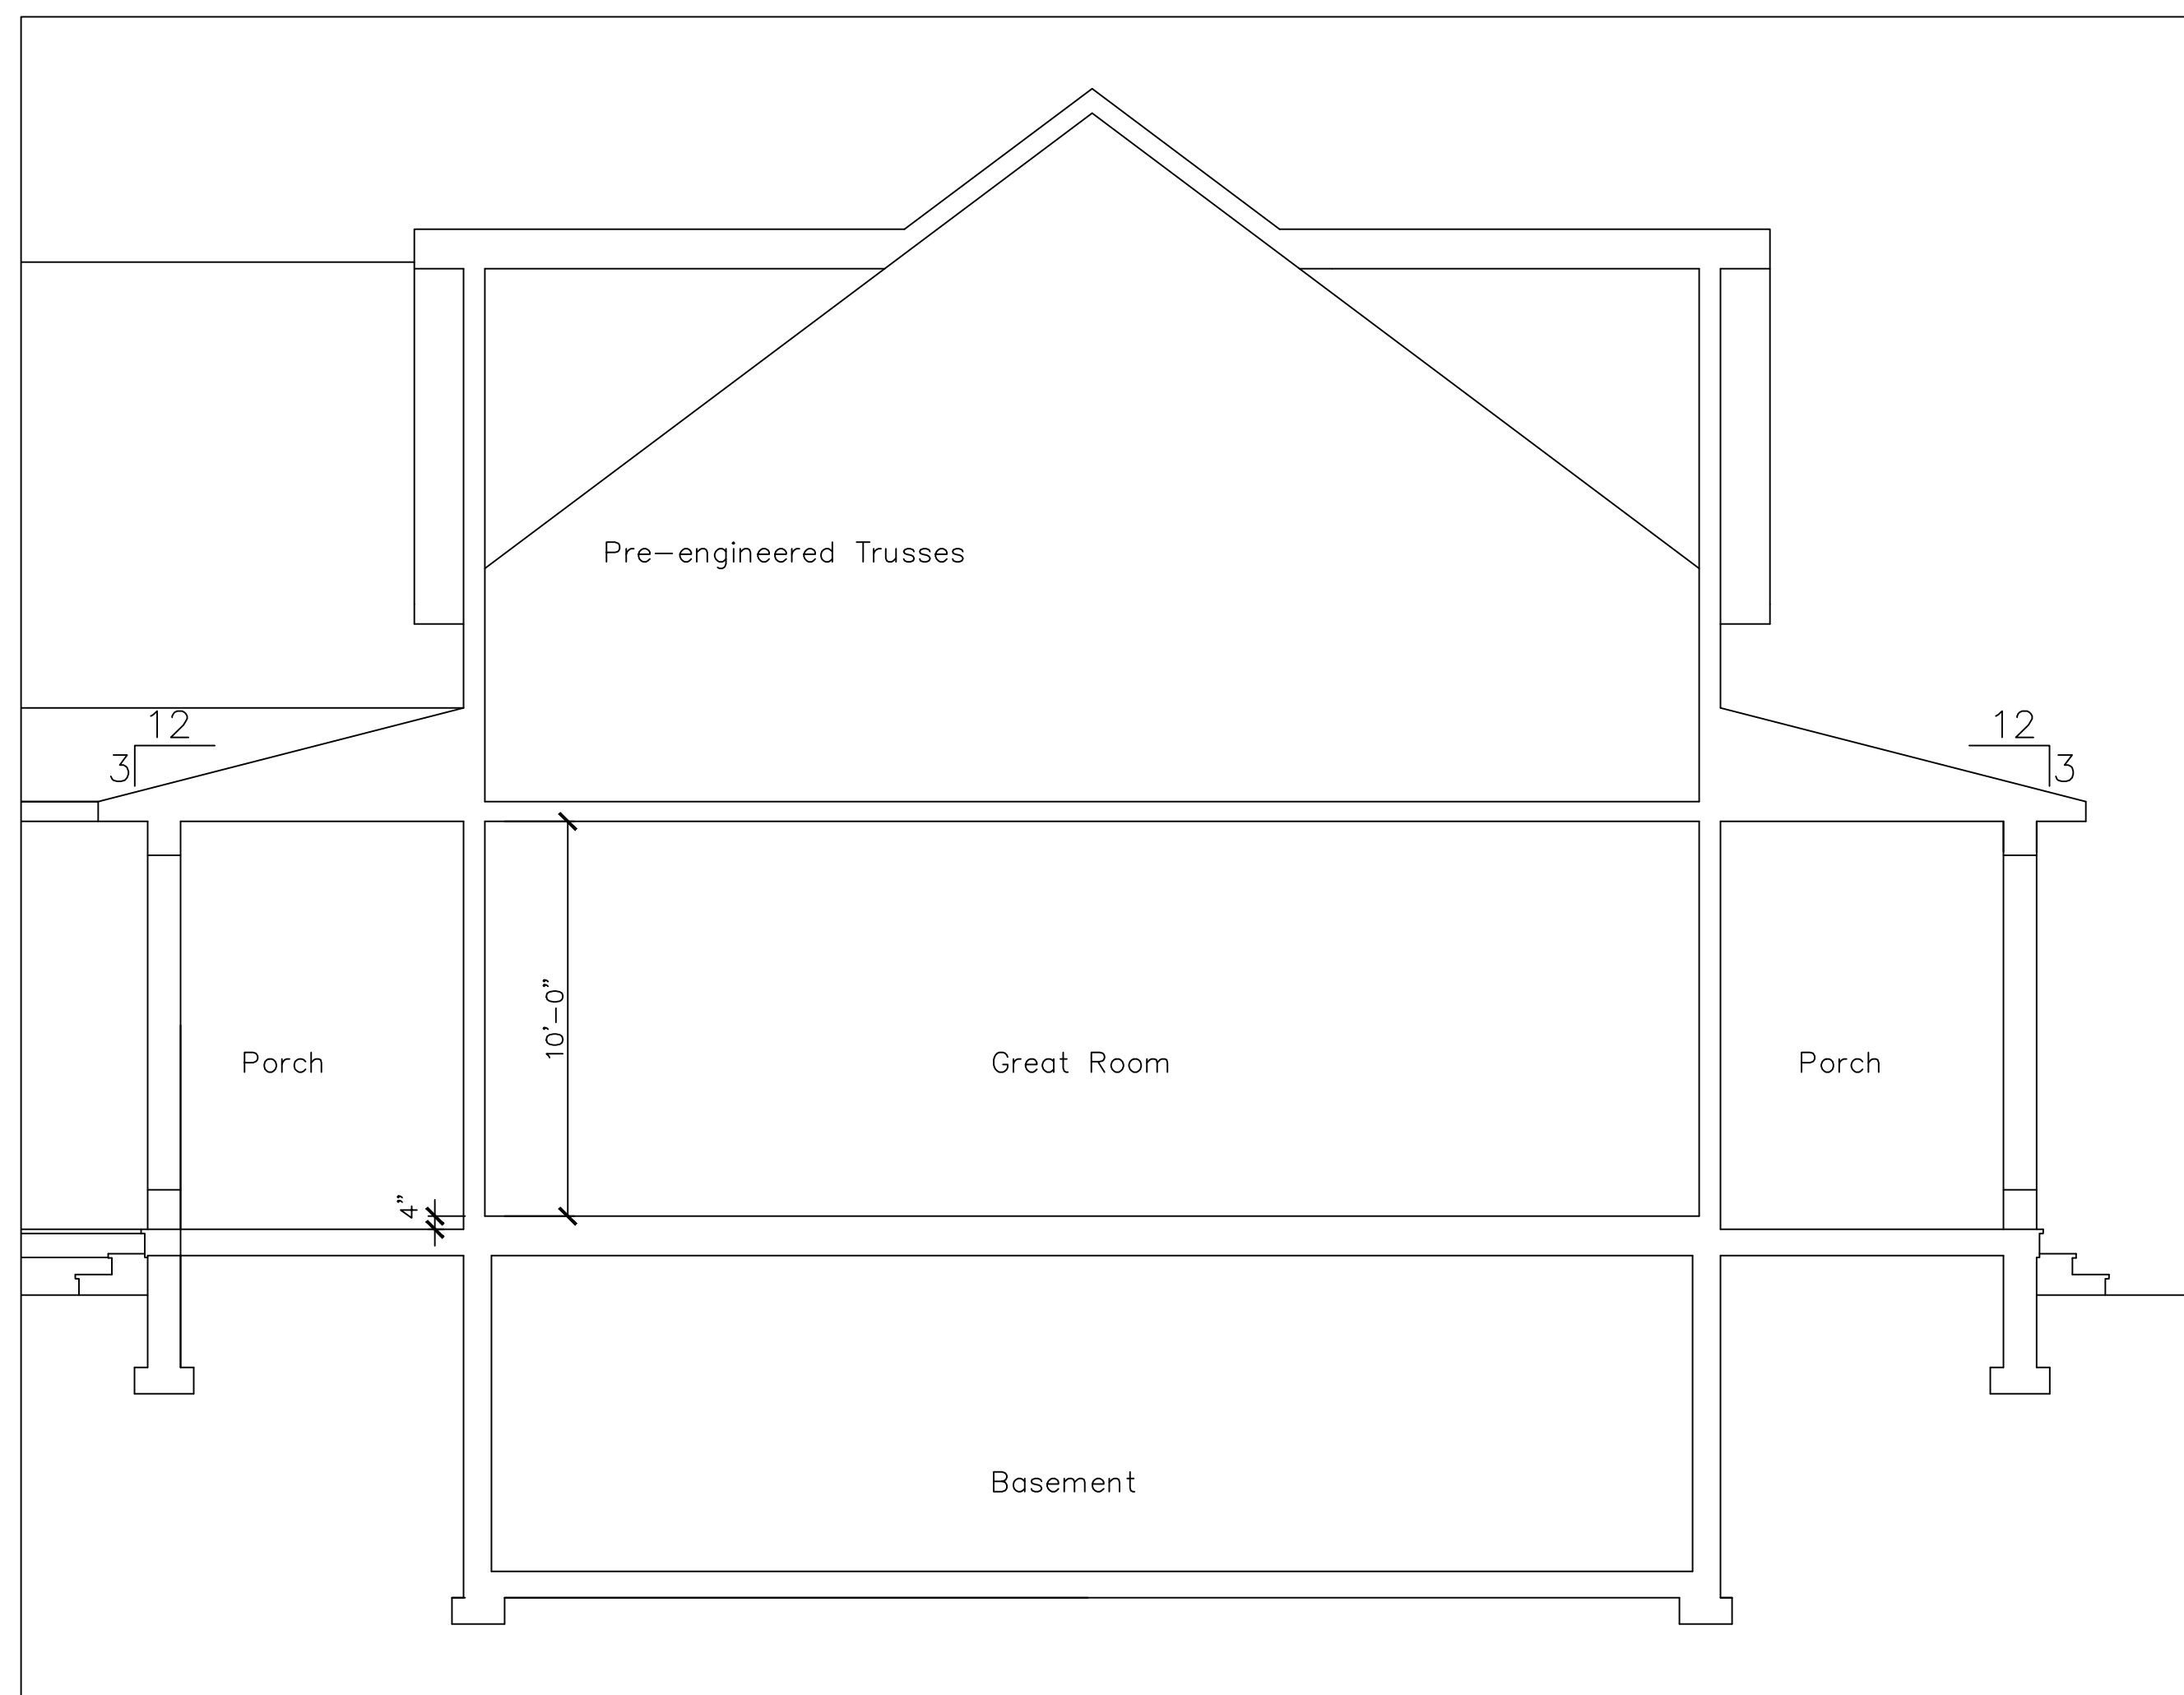 Pre-engineered Trusses
12
3
12
3
10'-0"
Porch
Great Room
Porch
4"
Basement